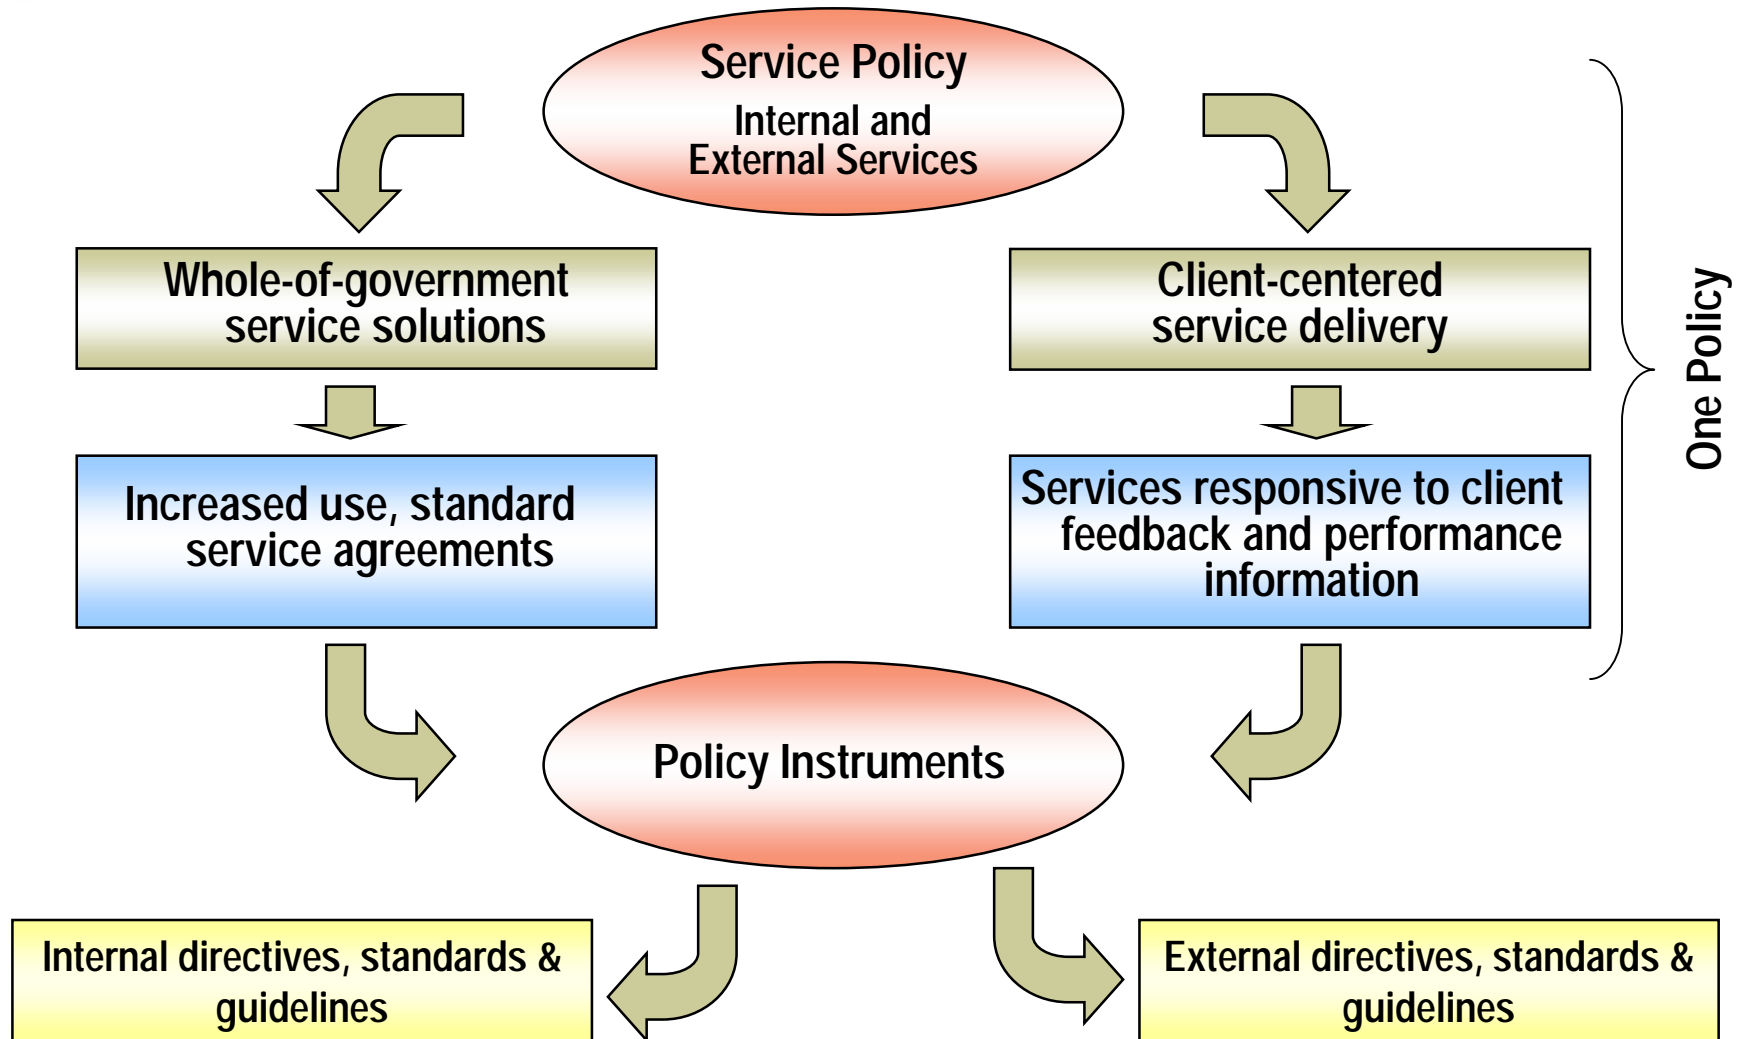 Service Policy
Internal and
External Services
Whole-of-government
service solutions
Client-centered
service delivery
Increased use, standard
service agreements
Services responsive to client
feedback and performance
information
One Policy
Policy Instruments
Internal directives, standards &
guidelines
External directives, standards &
guidelines